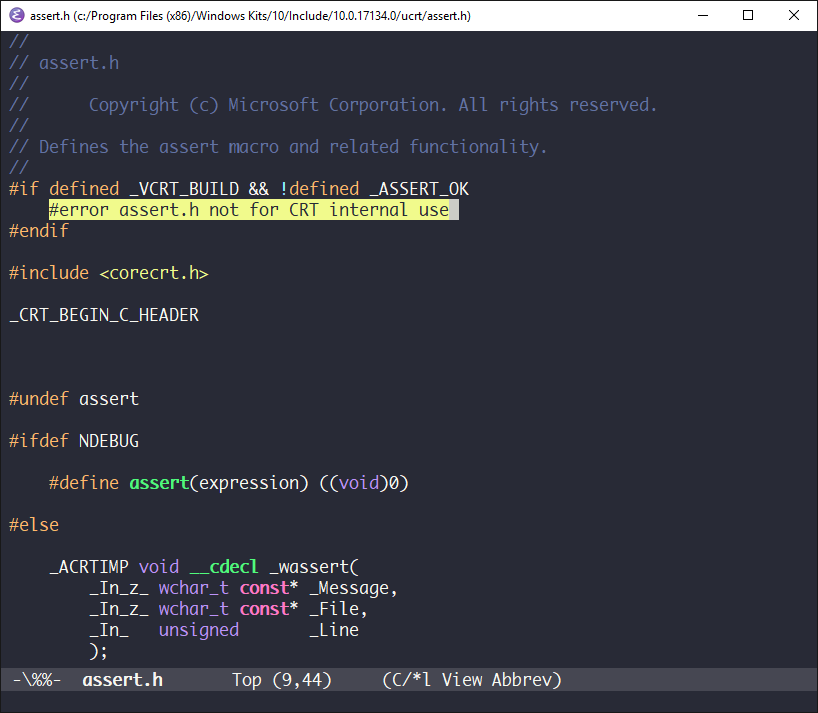 assert.h (c:/Program Files (x86)/Windows Kits/10/Include/10.0.17134.0/ucrt/assert.h)
//
// assert.h
//
//      Copyright (c) Microsoft Corporation. All rights reserved.
//
// Defines the assert macro and related functionality.
//
#if defined _VCRT_BUILD && !defined _ASSERT_OK
    #error assert.h not for CRT internal use
#endif
#include <corecrt.h>
_CRT_BEGIN_C_HEADER
#undef assert
#ifdef NDEBUG
    #define assert(expression) ((void)0)
#else
    _ACRTIMP void __cdecl _wassert(
        _In_z_ wchar_t const* _Message,
        _In_z_ wchar_t const* _File,
        _In_   unsigned       _Line
        );
-\%%-  assert.h       Top (9,44)     (C/*l View Abbrev)